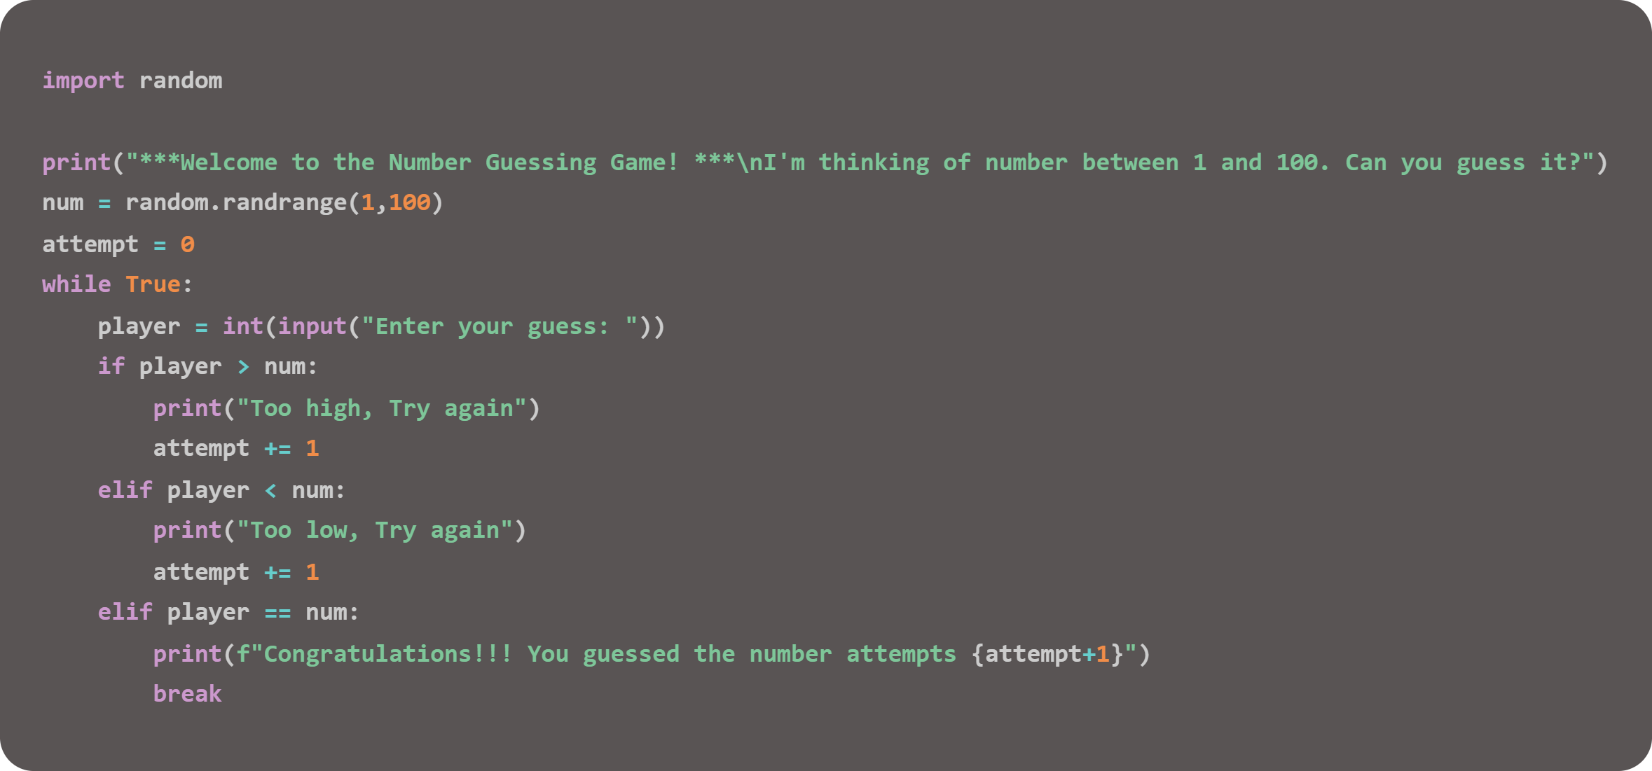 import random
print("***Welcome to the Number Guessing Game! ***\nI'm thinking of number between 1 and 100. Can you guess it?")
num = random.randrange(1,100)
attempt = 0
while True:
    player = int(input("Enter your guess: "))
    if player > num:
        print("Too high, Try again")
        attempt += 1
    elif player < num:
        print("Too low, Try again")
        attempt += 1
    elif player == num:
        print(f"Congratulations!!! You guessed the number attempts {attempt+1}")
        break